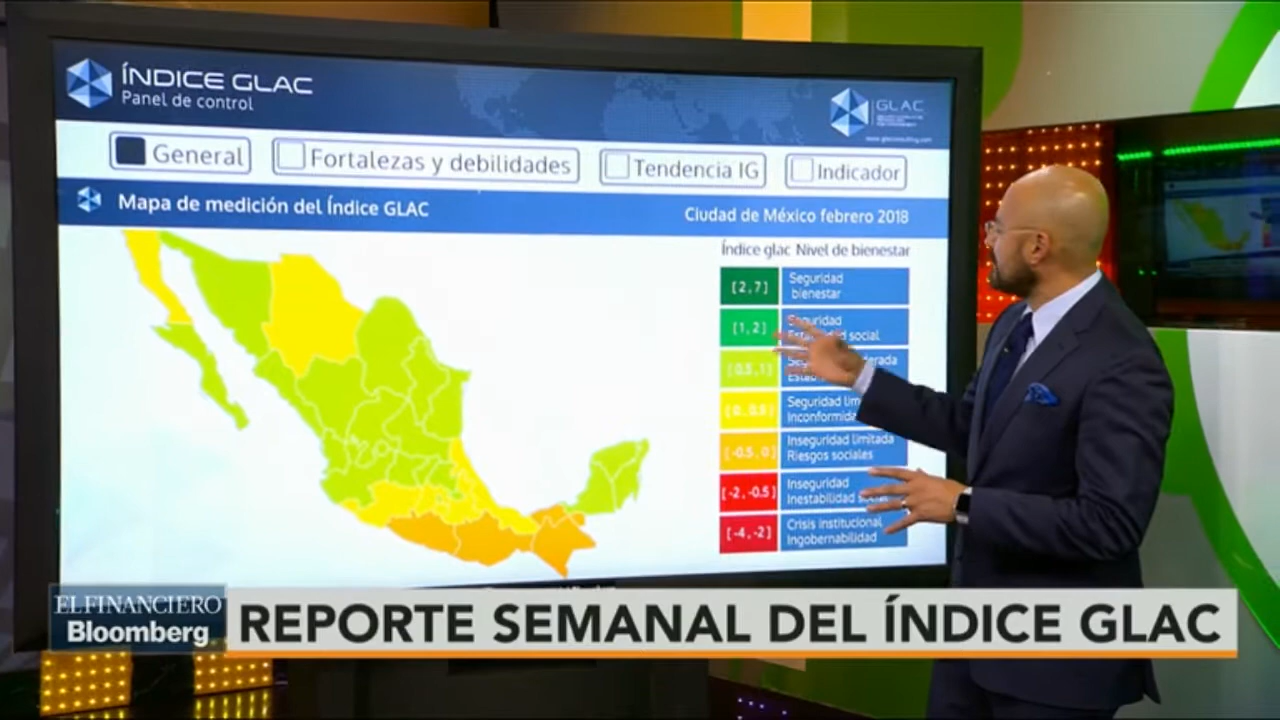 ÍNDICE GLAC
Panel de control
GLAC
General
Fortalezas y debilidades
Tendencia IG
Indicador
Mapa de medición del Índice GLAC
Ciudad de México febrero 2018
Índice glac Nivel de bienestar
[2,7]
Seguridad
bienestar
[1, 2]
Seguridad
social
[0.5,1]
[0, 0.5]
Seguridad
[-0.5, 0]
Inseguridad limitada
Riesgos sociales
[-2, -0.5]
Inseguridad
Inestabilidad
[-4,-2]
Crisis institucional
Ingobernabilidad
EL FINANCIERO
Bloomberg
REPORTE SEMANAL DEL ÍNDICE GLAC